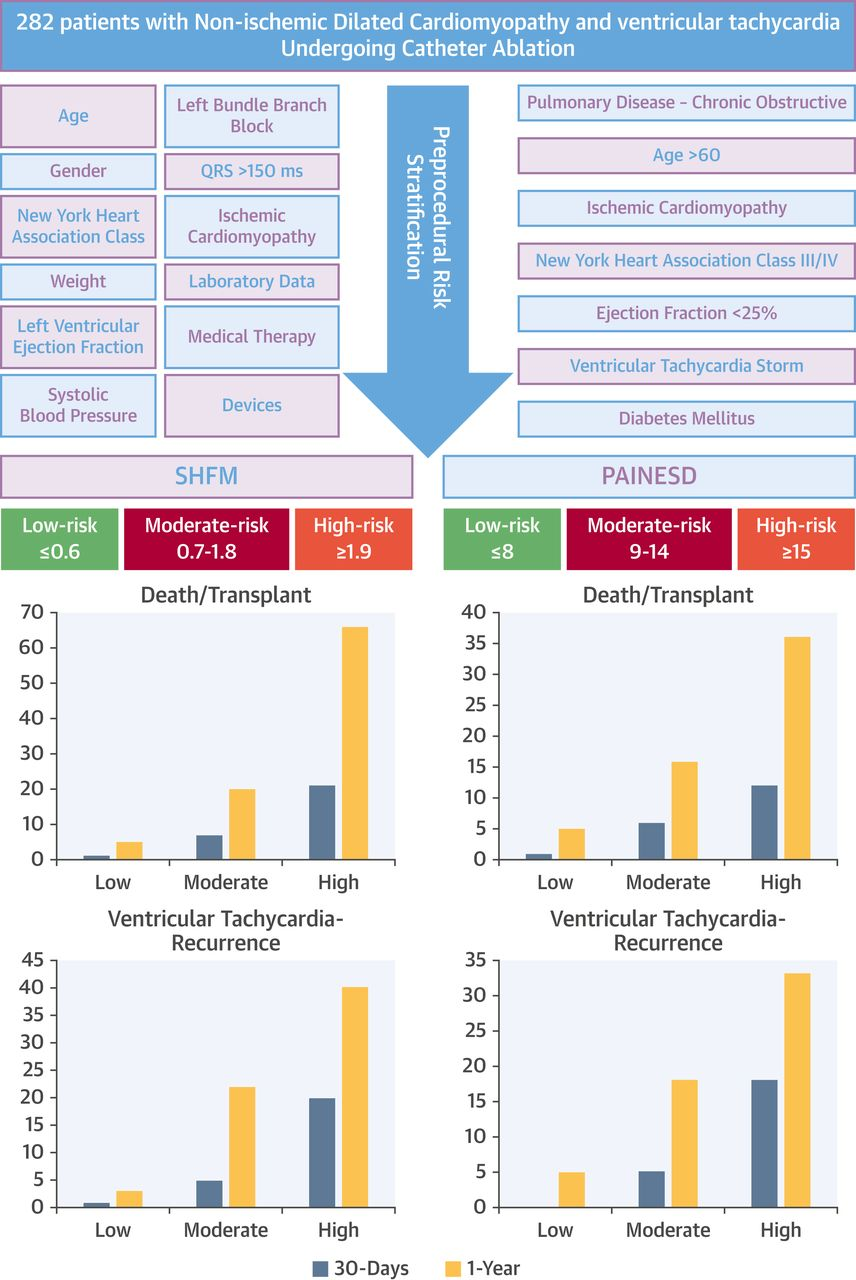 282 patients with Non-ischemic Dilated Cardiomyopathy and ventricular tachycardia
Undergoing Catheter Ablation
Age
Gender
New York Heart
Association Class
Weight
Left Ventricular
Ejection Fraction
Systolic
Blood Pressure
Left Bundle Branch
Block
QRS >150 ms
Ischemic
Cardiomyopathy
Laboratory Data
Medical Therapy
Devices
Preprocedural Risk
Stratification
Pulmonary Disease – Chronic Obstructive
Age >60
Ischemic Cardiomyopathy
New York Heart Association Class III/IV
Ejection Fraction <25%
Ventricular Tachycardia Storm
Diabetes Mellitus
SHFM
Low-risk
≤0.6
Moderate-risk
0.7-1.8
High-risk
≥1.9
PAINESD
Low-risk
≤8
Moderate-risk
9-14
High-risk
≥15
Death/Transplant
70
60
50
40
30
20
10
0
Low
Moderate
High
Death/Transplant
40
35
30
25
20
15
10
5
0
Low
Moderate
High
Ventricular Tachycardia-
Recurrence
45
40
35
30
25
20
15
10
5
0
Low
Moderate
High
Ventricular Tachycardia-
Recurrence
35
30
25
20
15
10
5
0
Low
Moderate
High
30-Days
1-Year